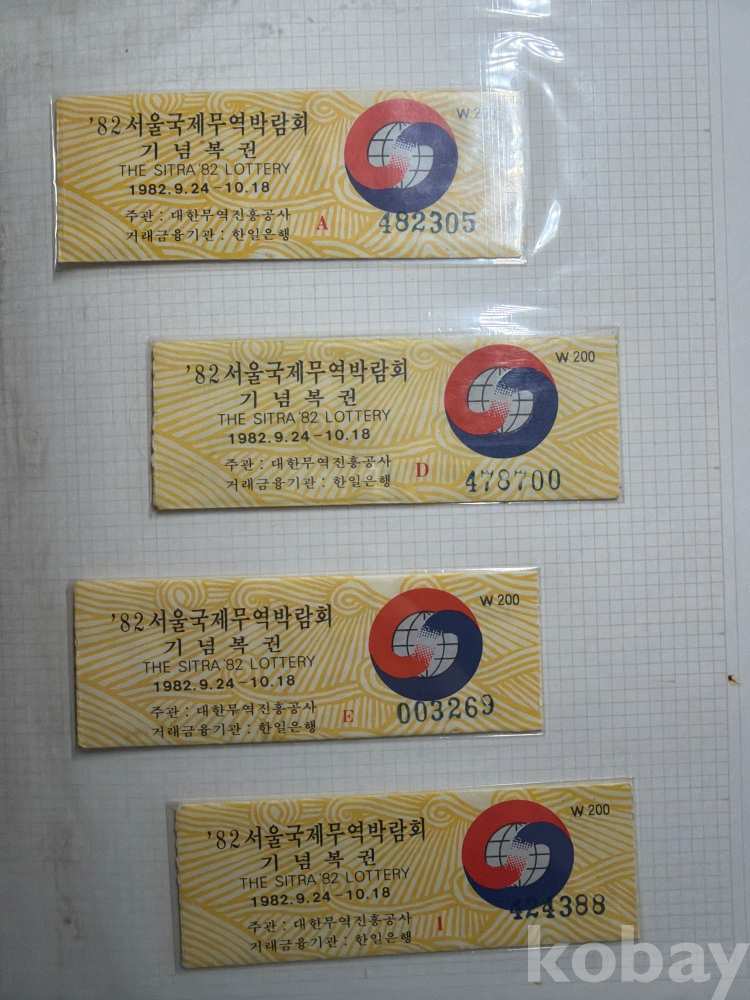 '82서울국제무역박람회
₩200
기념복권
THE SITRA '82 LOTTERY
1982.9.24-10.18
주관 : 대한무역진흥공사
거래금융기관 : 한일은행
A
482305
'82서울국제무역박람회
₩200
기념복권
THE SITRA '82 LOTTERY
1982.9.24-10.18
주관 : 대한무역진흥공사
거래금융기관 : 한일은행
D
478700
'82서울국제무역박람회
₩200
기념복권
THE SITRA '82 LOTTERY
1982.9.24-10.18
주관 : 대한무역진흥공사
거래금융기관 : 한일은행
E
003269
'82서울국제무역박람회
₩200
기념복권
THE SITRA '82 LOTTERY
1982.9.24-10.18
주관 : 대한무역진흥공사
거래금융기관 : 한일은행
I
424388
kobay